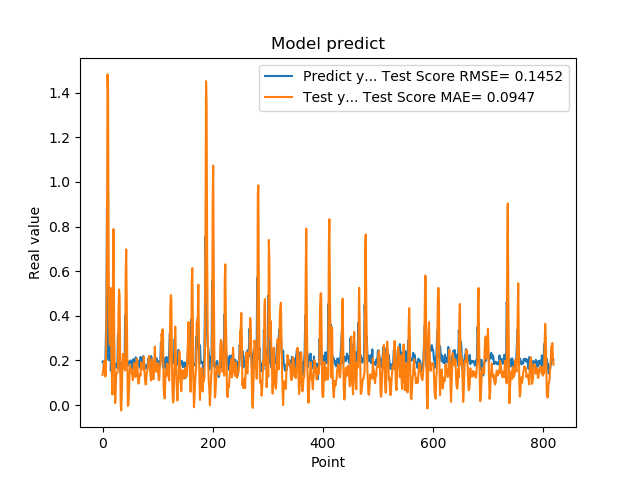 Model predict
Predict y... Test Score RMSE= 0.1452
Test y... Test Score MAE= 0.0947
1.4
1.2
1.0
0.8
0.6
0.4
0.2
0.0
Real value
0 200 400 600 800
Point